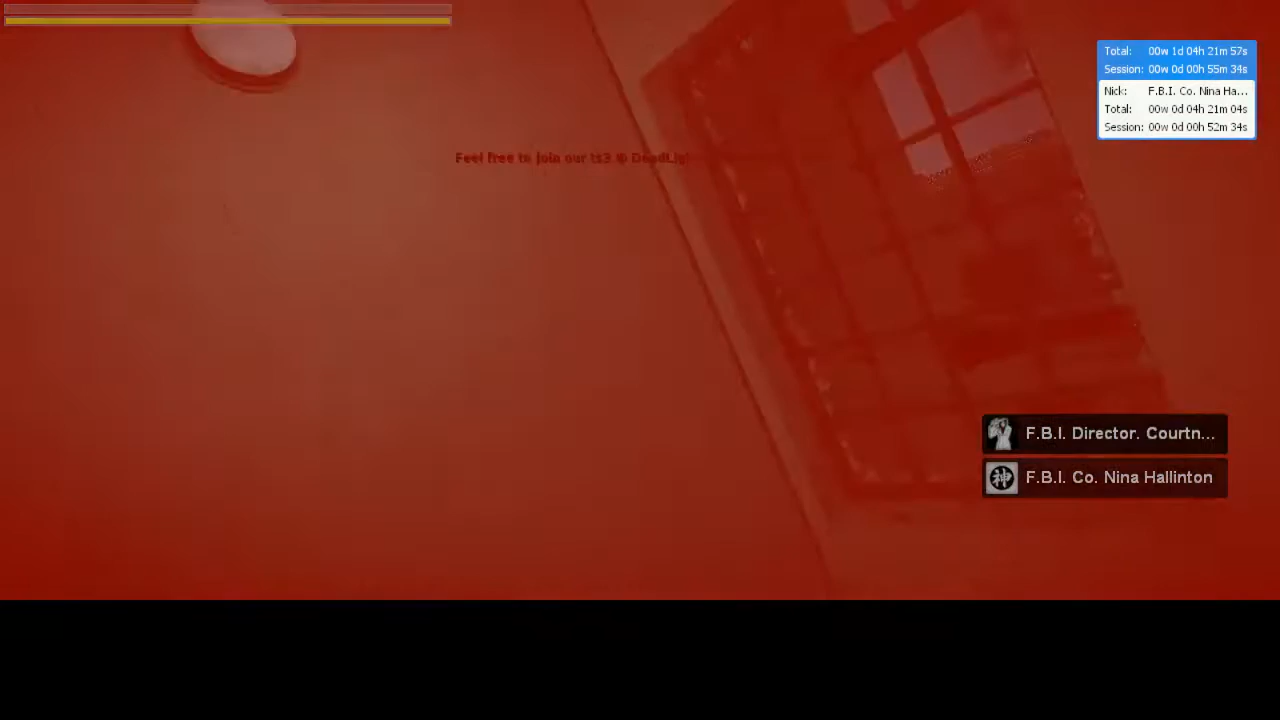 Total: 00w 1d 04h 21m 57s
Session: 00w 0d 00h 55m 34s
Nick: F.B.I. Co. Nina Ha...
Total: 00w 0d 04h 21m 04s
Session: 00w 0d 00h 52m 34s
Feel free to join our ts3 @
F.B.I. Director. Courtn...
F.B.I. Co. Nina Hallinton
神